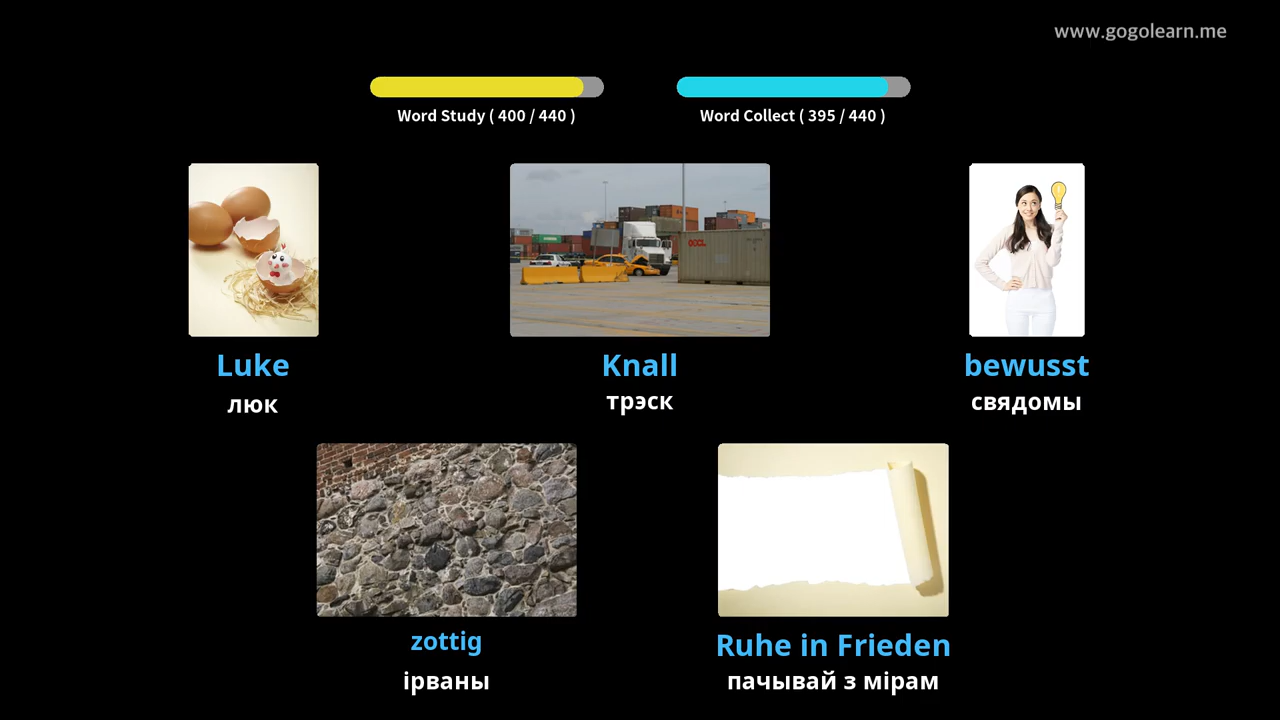 www.gogolearn.me
Word Study ( 400 / 440 )
Word Collect ( 395 / 440 )
Luke
люк
Knall
трэск
bewusst
свядомы
zottig
ірваны
Ruhe in Frieden
пачывай з мірам